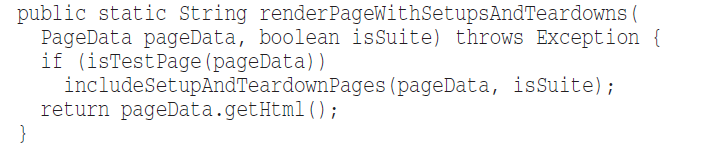 public static String renderPageWithSetupsAndTeardowns(
  PageData pageData, boolean isSuite) throws Exception {
  if (isTestPage(pageData))
    includeSetupAndTeardownPages(pageData, isSuite);
  return pageData.getHtml();
}